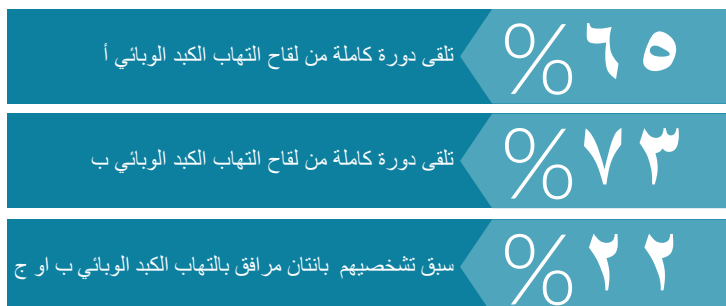 ٦٥%
تلقى دورة كاملة من لقاح التهاب الكبد الوبائي أ
٧٣%
تلقى دورة كاملة من لقاح التهاب الكبد الوبائي ب
٢٢%
سبق تشخصيهم بانتان مرافق بالتهاب الكبد الوبائي ب او ج